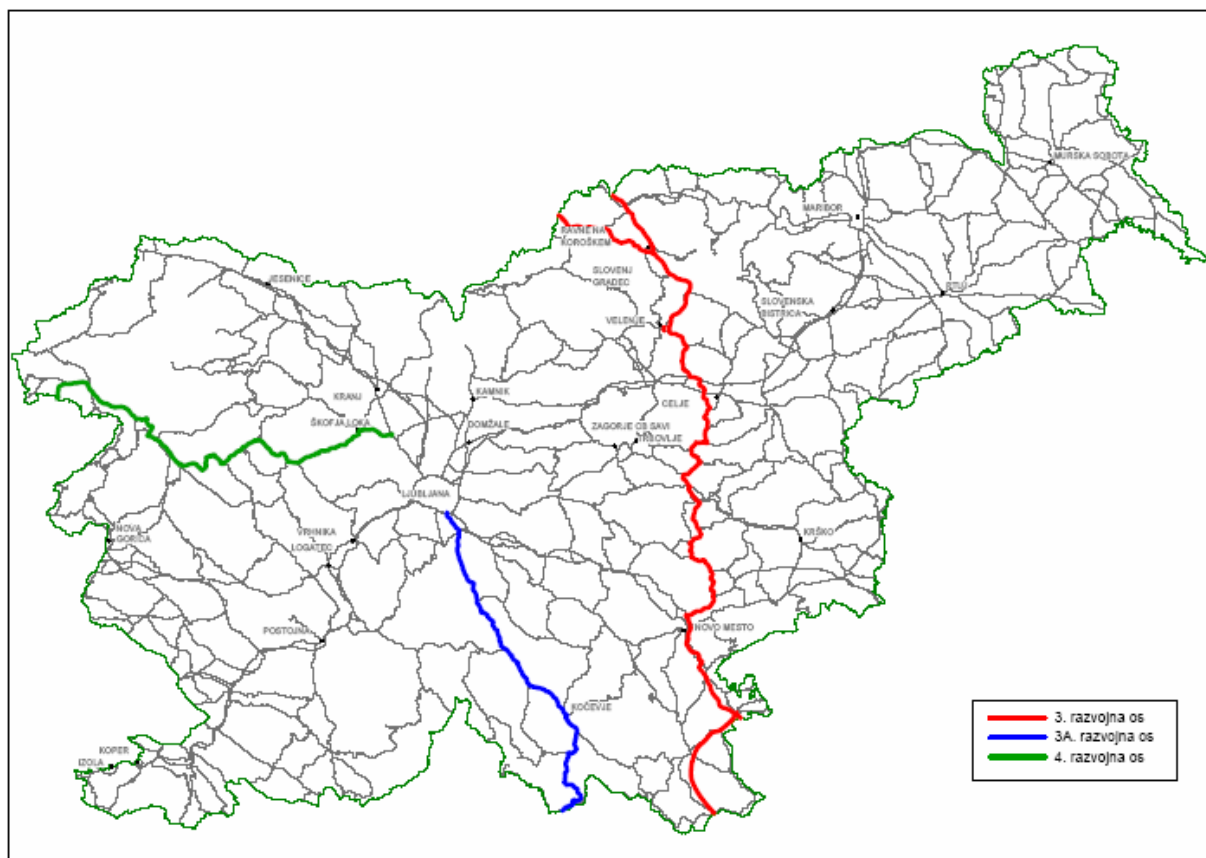 MURSKA SOBOTA
MARIBOR
RAVNE NA
KOROŠKEM
SLOVENJ
GRADEC
JESENICE
PTUJ
SLOVENSKA
BISTRICA
VELENJE
KRANJ
KAMNIK
CELJE
ŠKOFJA LOKA
DOMŽALE
ZAGORJE OB SAVI
TRBOVLJE
LJUBLJANA
NOVA
GORICA
VRHNIKA
LOGATEC
KRŠKO
POSTOJNA
NOVO MESTO
KOČEVJE
KOPER
IZOLA
3. razvojna os
3A. razvojna os
4. razvojna os